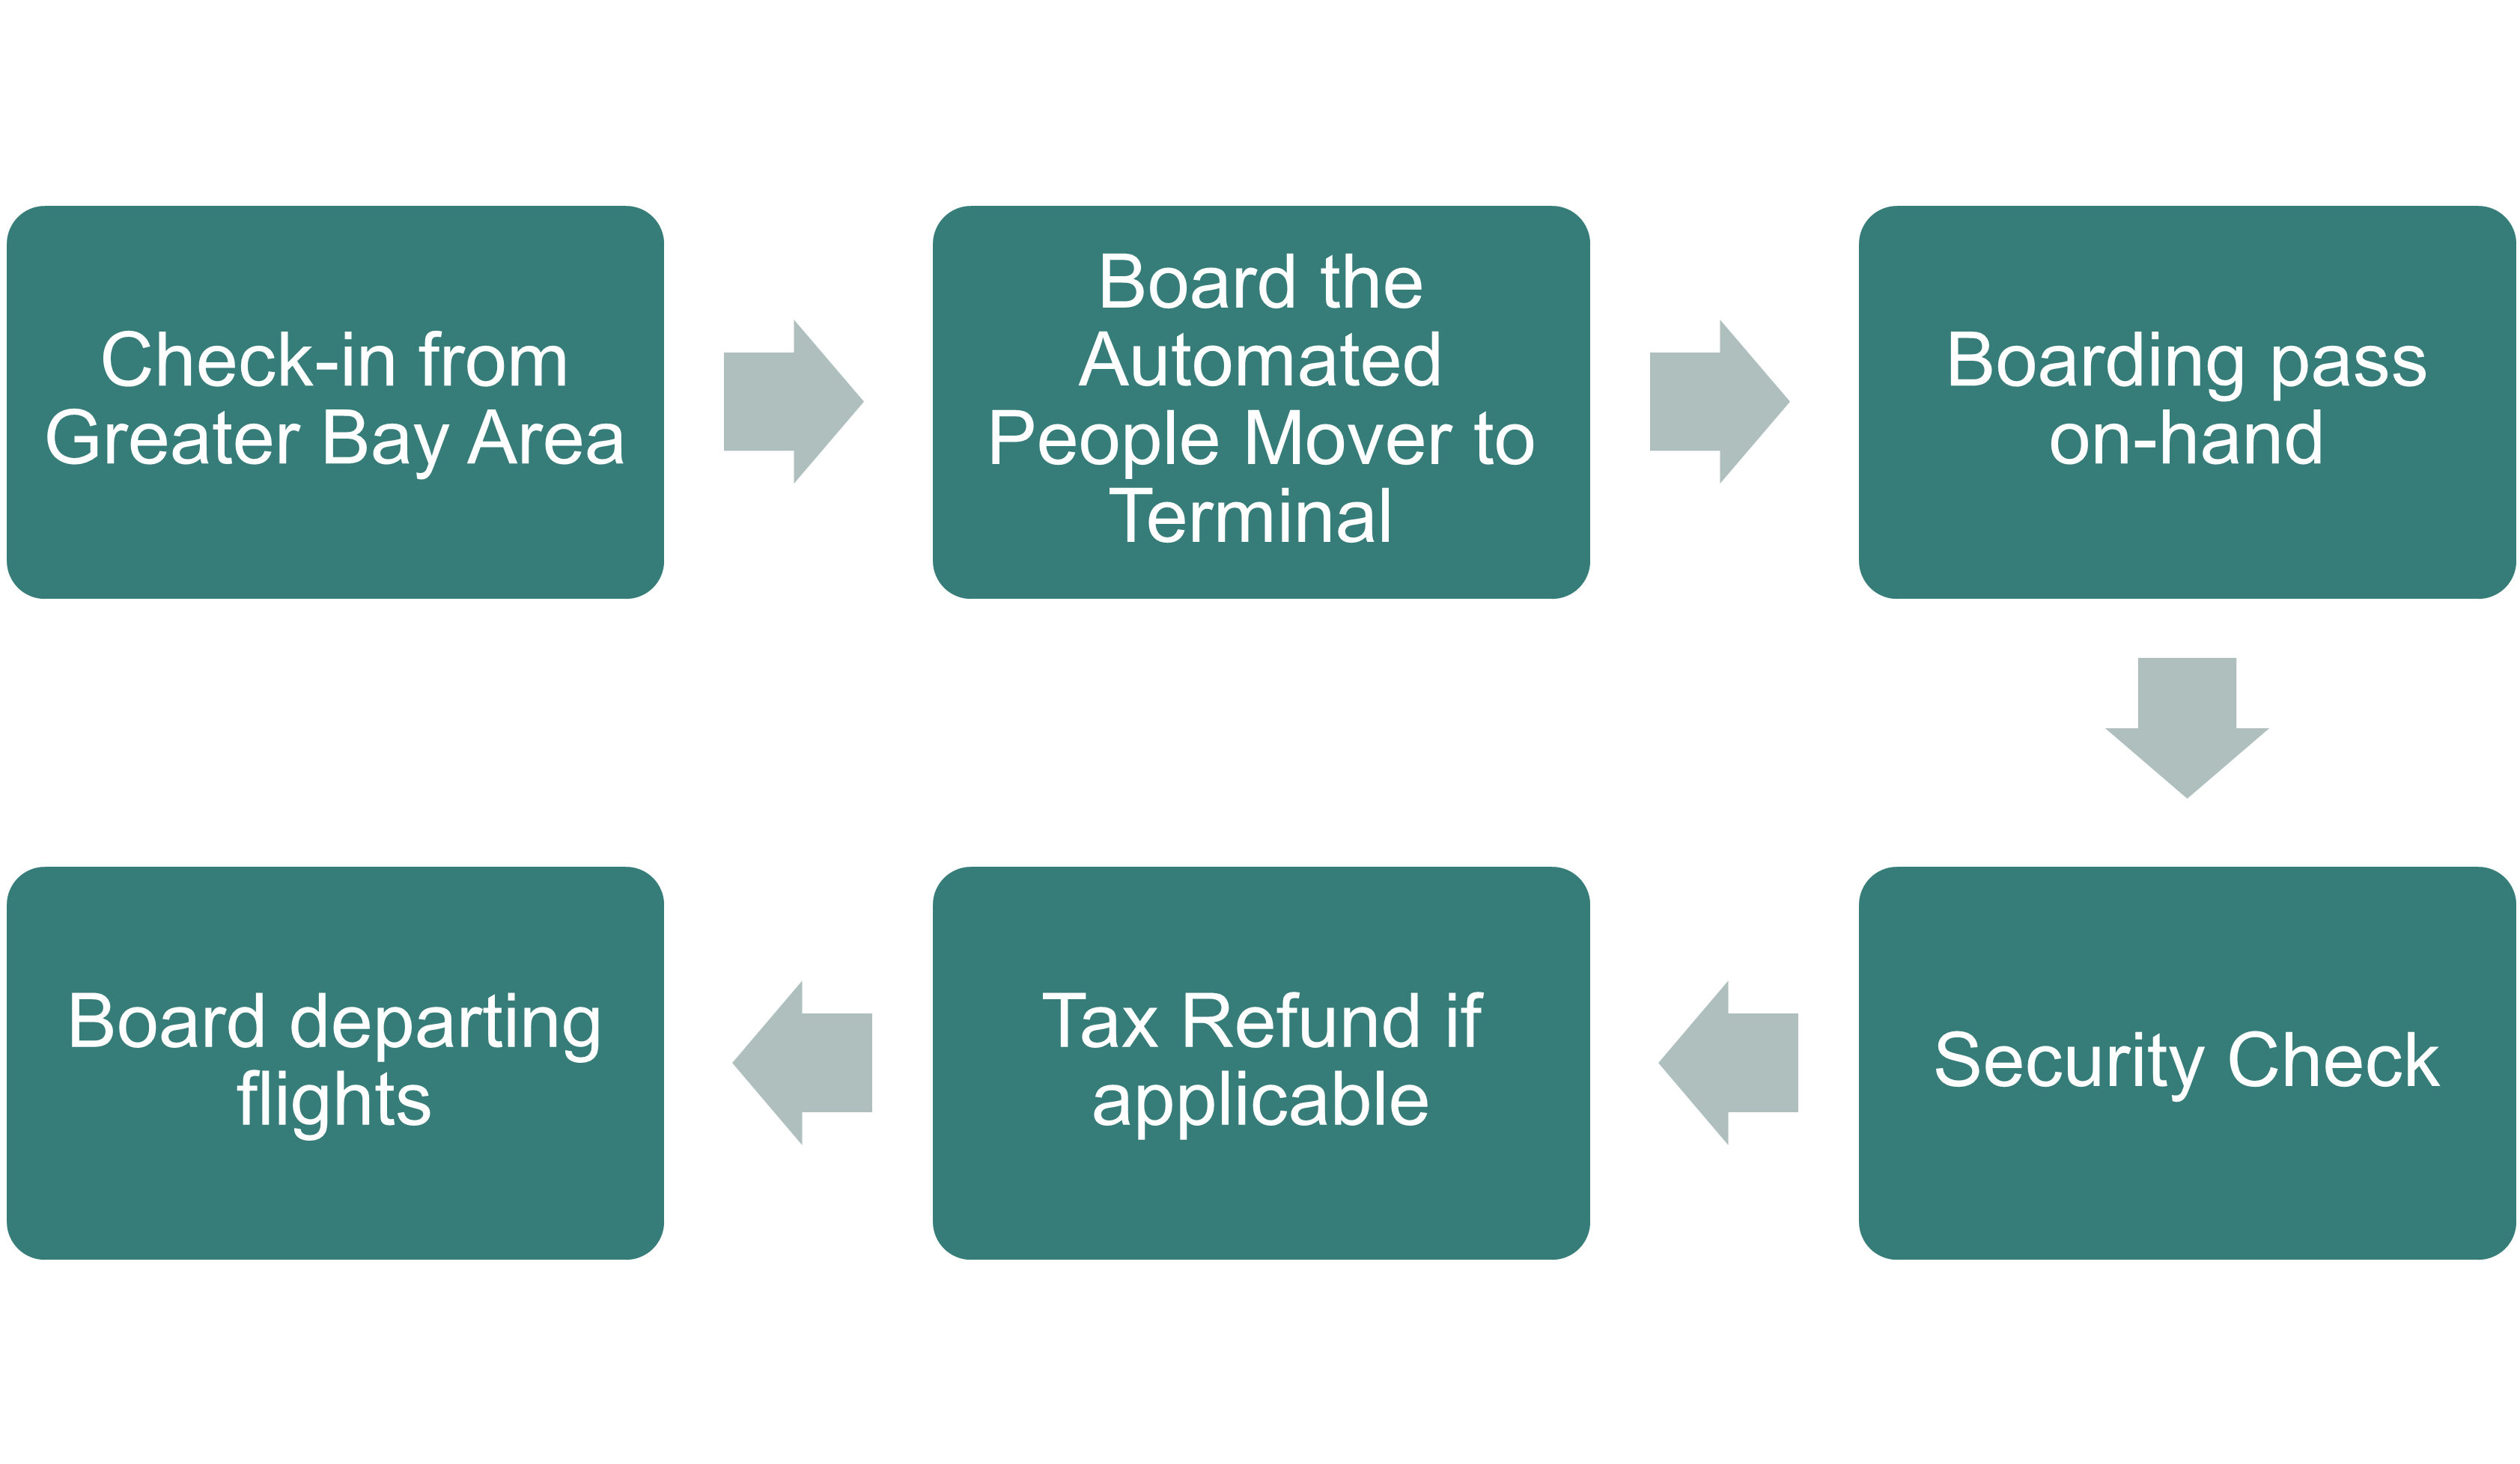 Check-in from
Greater Bay Area
Board the
Automated
People Mover to
Terminal
Boarding pass
on-hand
Security Check
Tax Refund if
applicable
Board departing
flights